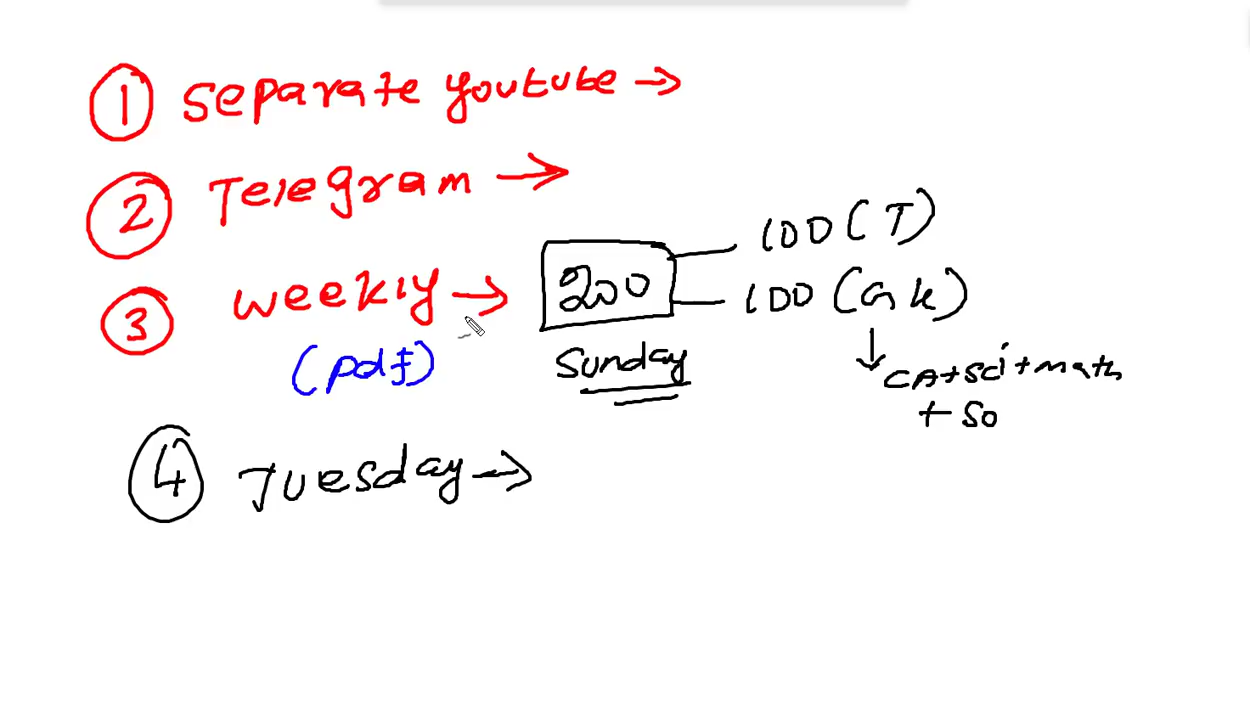 ① separate youtube →
② Telegram →
③ weekly →
(pdf)
200
Sunday
100 (T)
100 (GK)
↓
CA+sci+math
+ So
④ Tuesday →